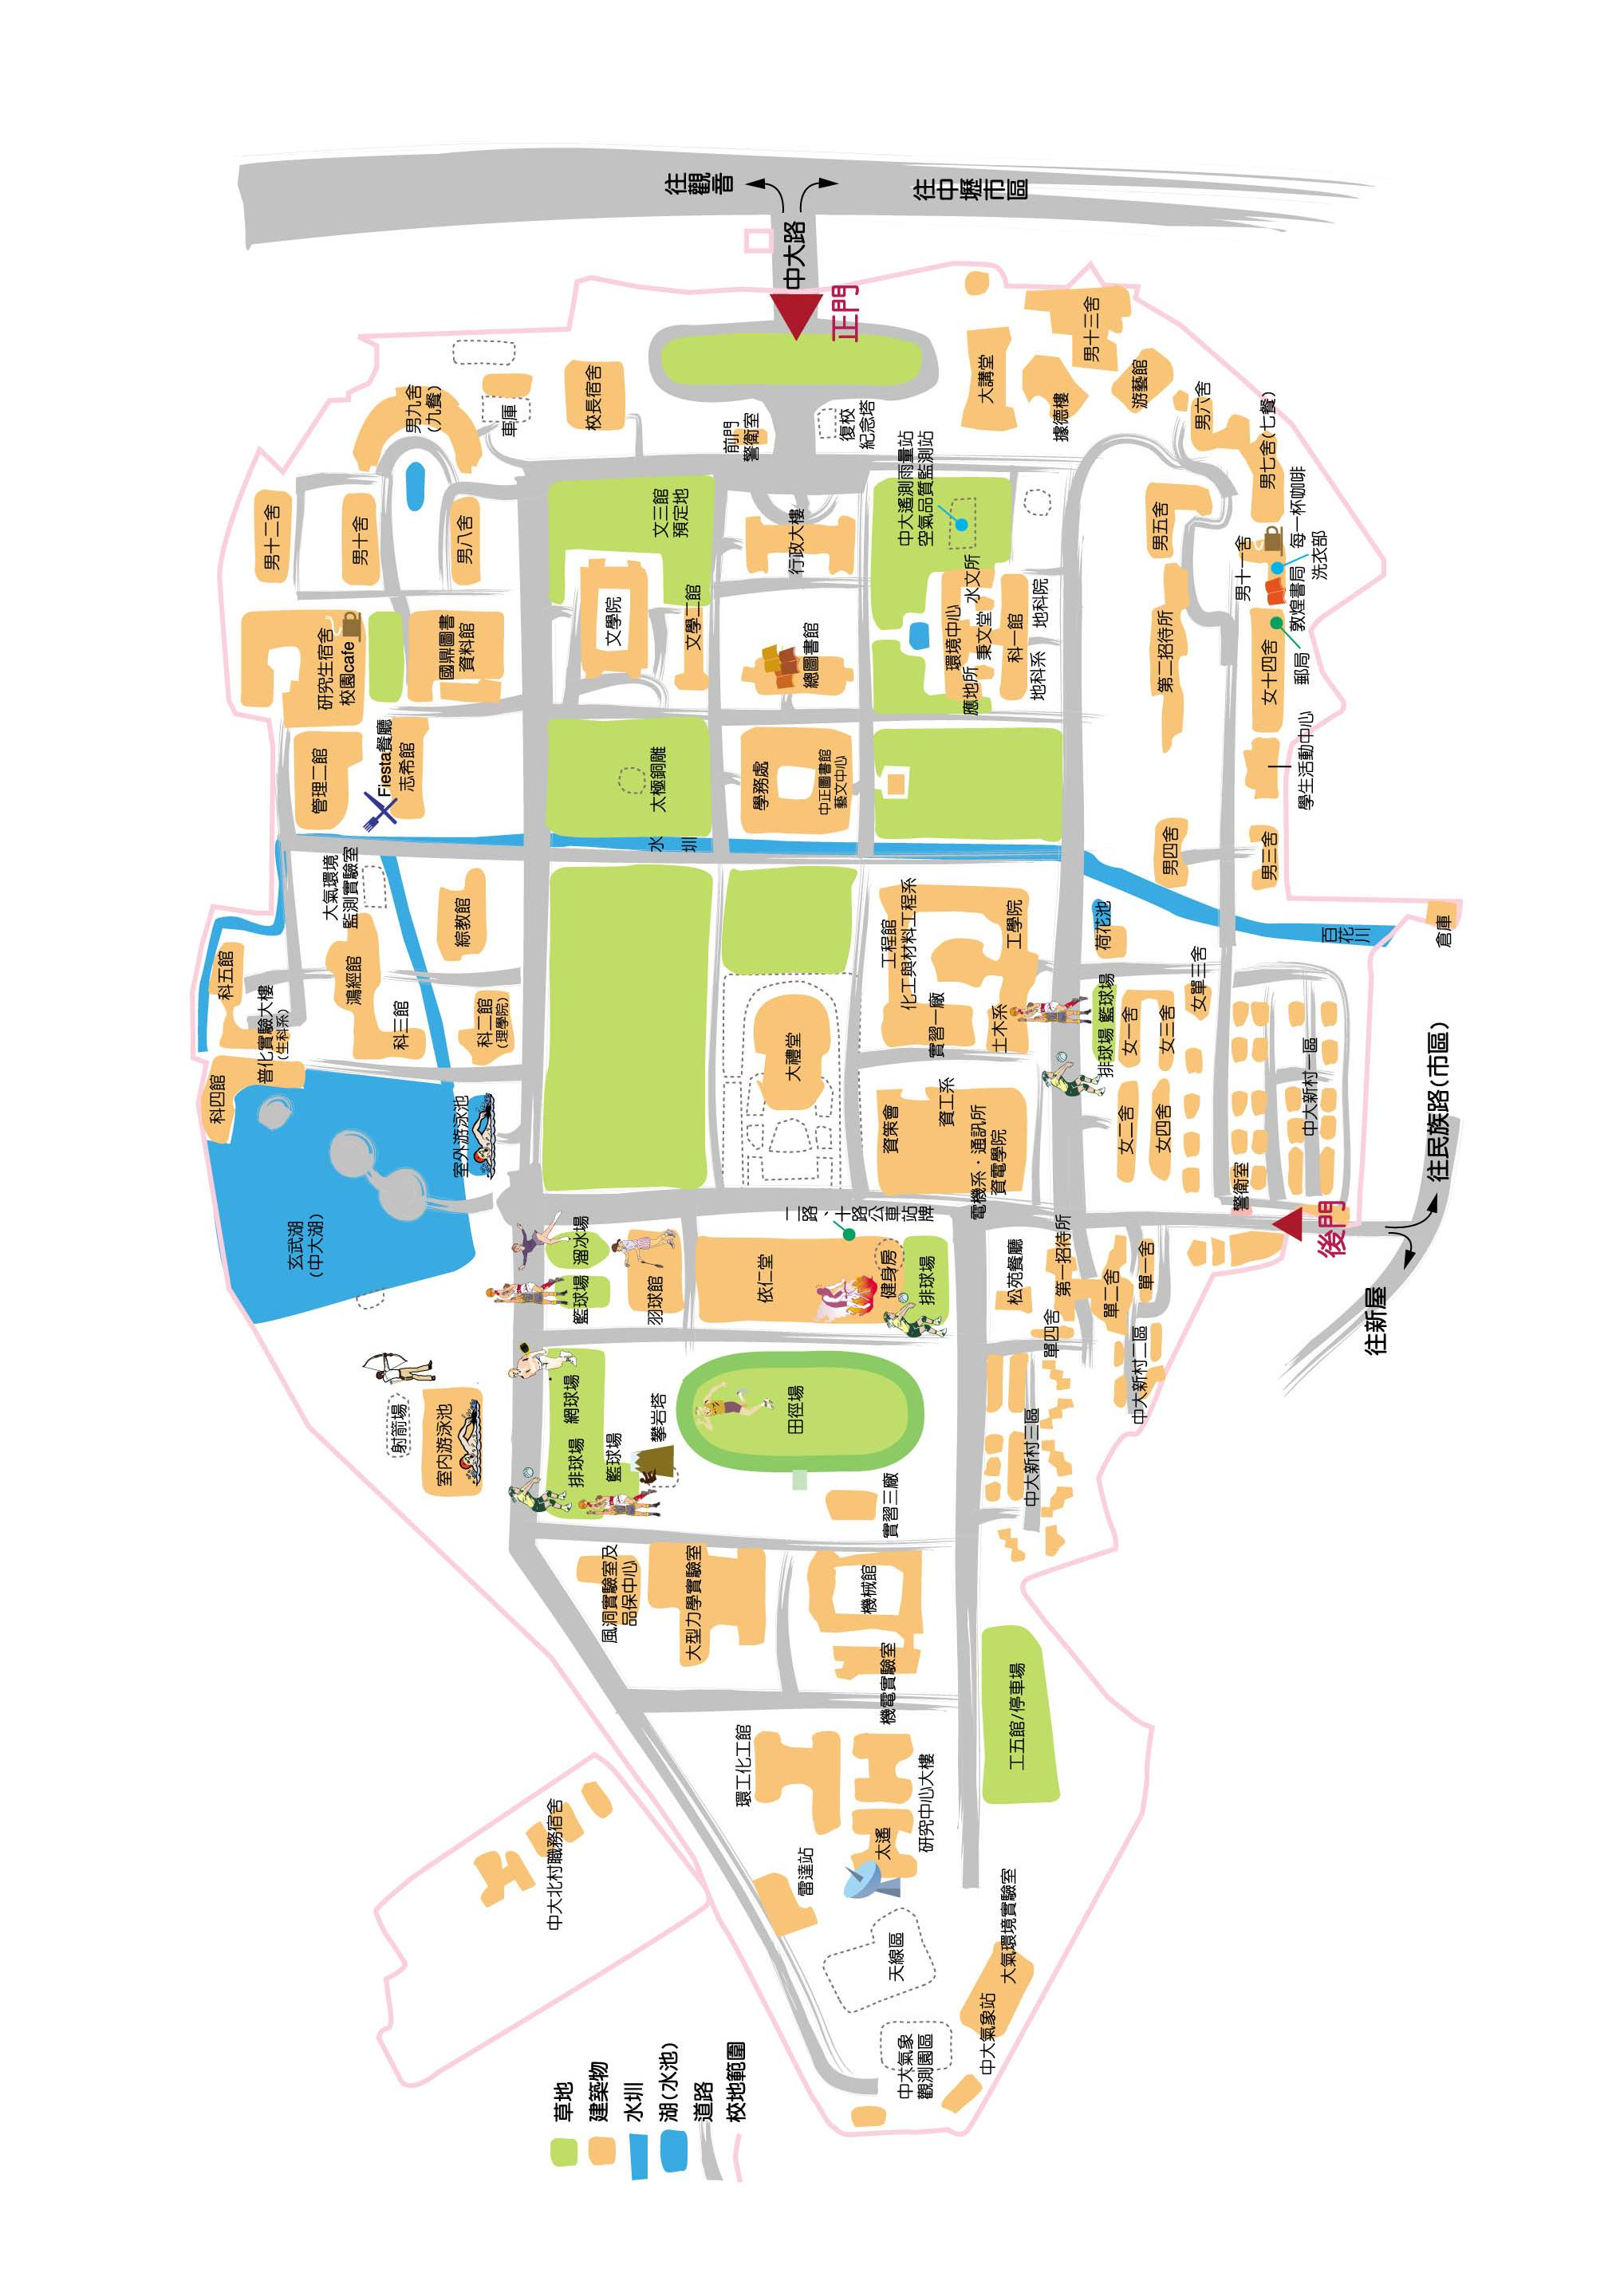 往觀音
往中壢市區
中大路
正門
男九舍
(九餐)
車庫
校長宿舍
前門
警衛室
復校
紀念塔
大講堂
男十三舍
據德樓
游藝館
男六舍
男七舍(七餐)
男十二舍
男十舍
男八舍
文三館
預定地
行政大樓
中大遙測雨量站
空氣品質監測站
男五舍
男十一舍
每一杯咖啡
洗衣部
敦煌書局
郵局
女十四舍
學生活動中心
研究生宿舍
校園cafe
國鼎圖書
資料館
文學院
文學二館
總圖書館
環境中心
水文所
秉文堂
應地所
科一館
地科院
地科系
第二招待所
管理二館
Fiesta餐廳
志希館
太極銅雕
學務處
中正圖書館
藝文中心
水
圳
男四舍
男三舍
大氣環境
監測實驗室
綜教館
科五館
鴻經館
普化實驗大樓
(生科系)
科三館
科二館
(理學院)
科四館
大禮堂
工程館
化工與材料工程系
工學院
實習一廠
土木系
荷花池
百花川
倉庫
籃球場
排球場
女一舍
女三舍
女單三舍
女二舍
女四舍
中大新村一區
資策會
資工系
電機系・通訊所
資電學院
警衛室
後門
往民族路(市區)
往新屋
玄武湖
(中大湖)
室外游泳池
溜冰場
籃球場
羽球館
依仁堂
二路、十路公車站牌
健身房
排球場
松苑餐廳
第一招待所
單一舍
單二舍
單四舍
中大新村二區
中大新村三區
射箭場
室內游泳池
網球場
排球場
籃球場
攀岩塔
田徑場
實習三廠
風洞實驗室及
品保中心
大型力學實驗室
機械館
機電實驗室
工五館/停車場
環工化工館
研究中心大樓
太遙
雷達站
天線區
大氣環境實驗室
中大氣象站
中大氣象
觀測園區
中大北村職務宿舍
草地
建築物
水圳
湖(水池)
道路
校地範圍